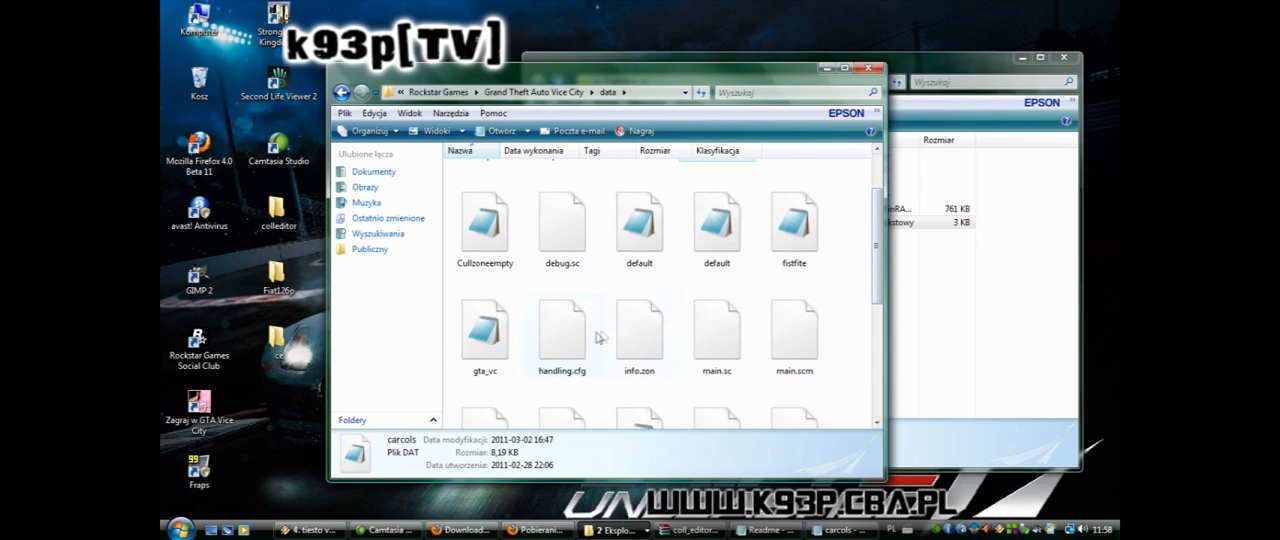 Komputer
Kosz
Mozilla Firefox 4.0
Beta 11
avast! Antivirus
GIMP 2
Rockstar Games
Social Club
Zagraj w GTA Vice
City
99
Fraps
Second Life Viewer 2
Camtasia Studio
colleditor
Fiat126p
k93p[TV]
Rockstar Games
Grand Theft Auto Vice City
data
Wyszukaj
Plik Edycja Widok Narzędzia Pomoc
EPSON
Organizuj Widoki Otwórz Poczta e-mail Nagraj
Ulubione łącza
Dokumenty
Obrazy
Muzyka
Ostatnio zmienione
Wyszukiwania
Publiczny
Foldery
Nazwa Data wykonania Tagi Rozmiar Klasyfikacja
Cullzoneempty debug.sc default default fistfite
gta_vc handling.cfg info.zon main.sc main.scm
carcols Data modyfikacji: 2011-03-02 16:47
Plik DAT Rozmiar: 8,19 KB
Data utworzenia: 2011-02-28 22:06
Wyszukaj
EPSON
Rozmiar
761 KB
3 KB
WWW.K93P.CBA.PL
4. tiesto v... Camtasia ... Download... Pobierani... 2 Eksplo... coll_editor... Readme - ... carcols - ... PL 11:58